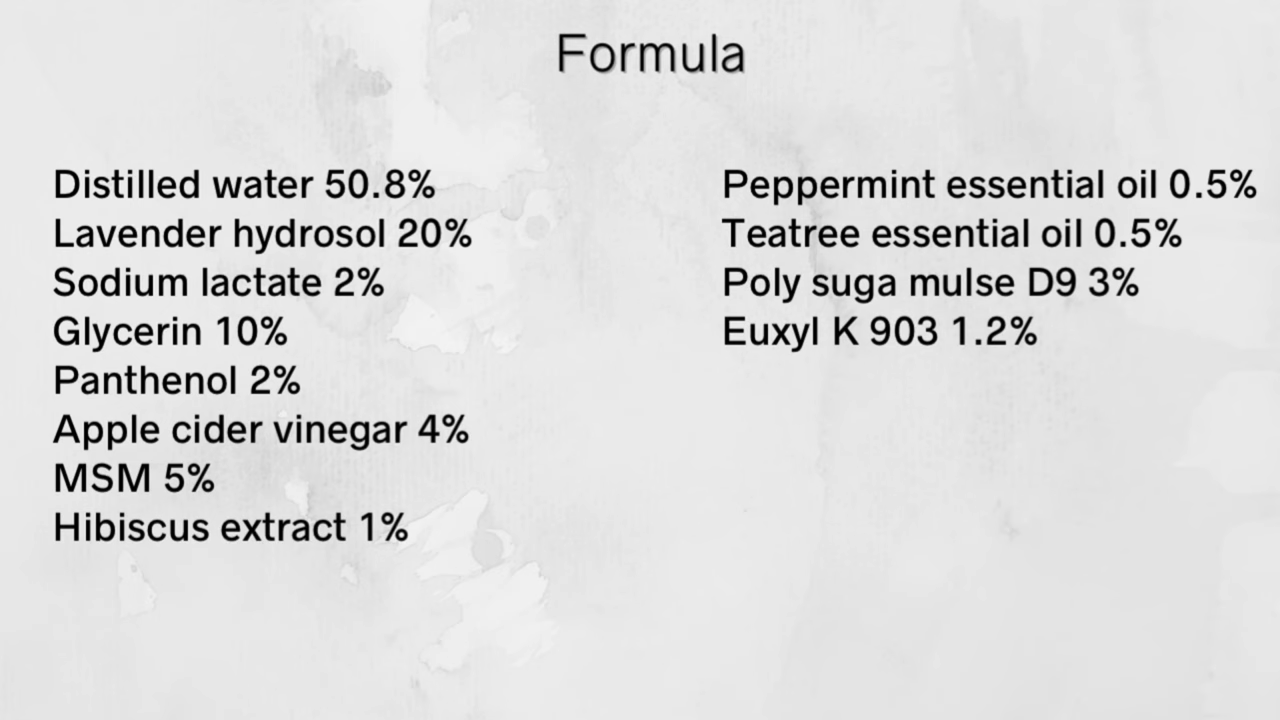 Formula
Distilled water 50.8%
Lavender hydrosol 20%
Sodium lactate 2%
Glycerin 10%
Panthenol 2%
Apple cider vinegar 4%
MSM 5%
Hibiscus extract 1%
Peppermint essential oil 0.5%
Teatree essential oil 0.5%
Poly suga mulse D9 3%
Euxyl K 903 1.2%